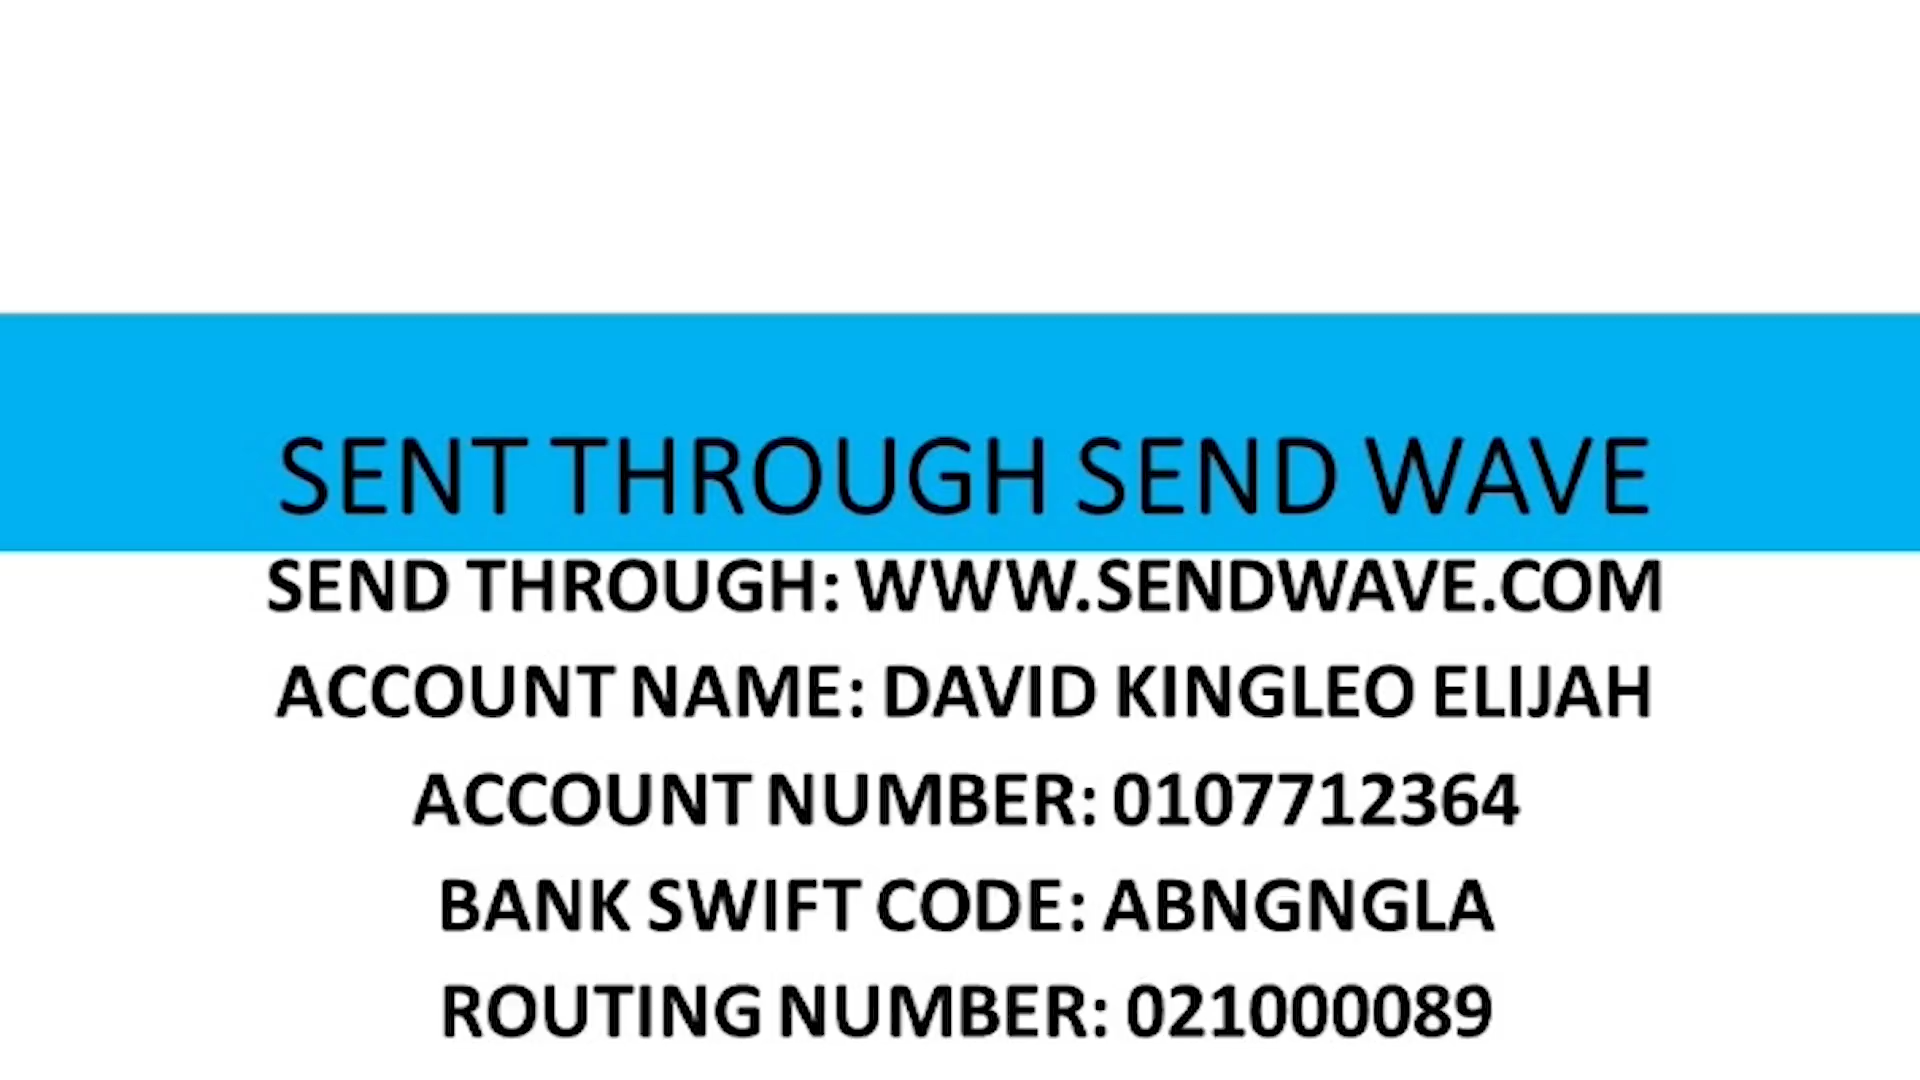 SENT THROUGH SEND WAVE
SEND THROUGH: WWW.SENDWAVE.COM
ACCOUNT NAME: DAVID KINGLEO ELIJAH
ACCOUNT NUMBER: 0107712364
BANK SWIFT CODE: ABNGNGLA
ROUTING NUMBER: 021000089